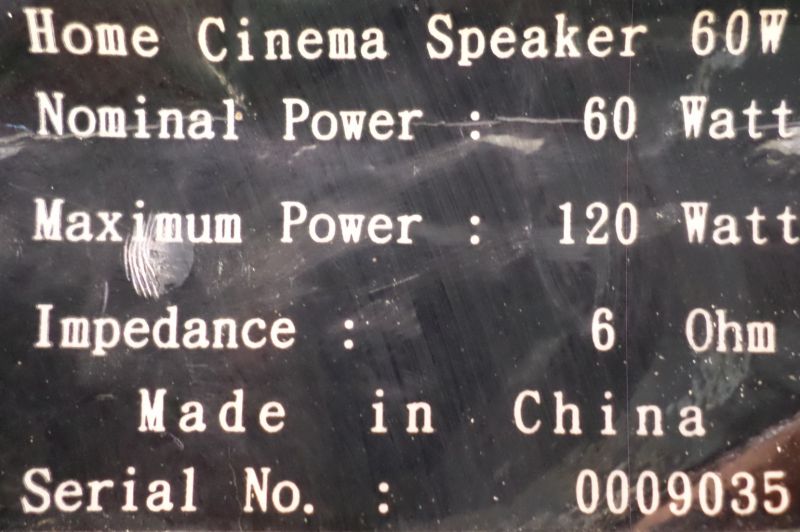 Home Cinema Speaker 60W
Nominal Power : 60 Watt
Maximum Power : 120 Watt
Impedance : 6 Ohm
Made in China
Serial No. : 0009035